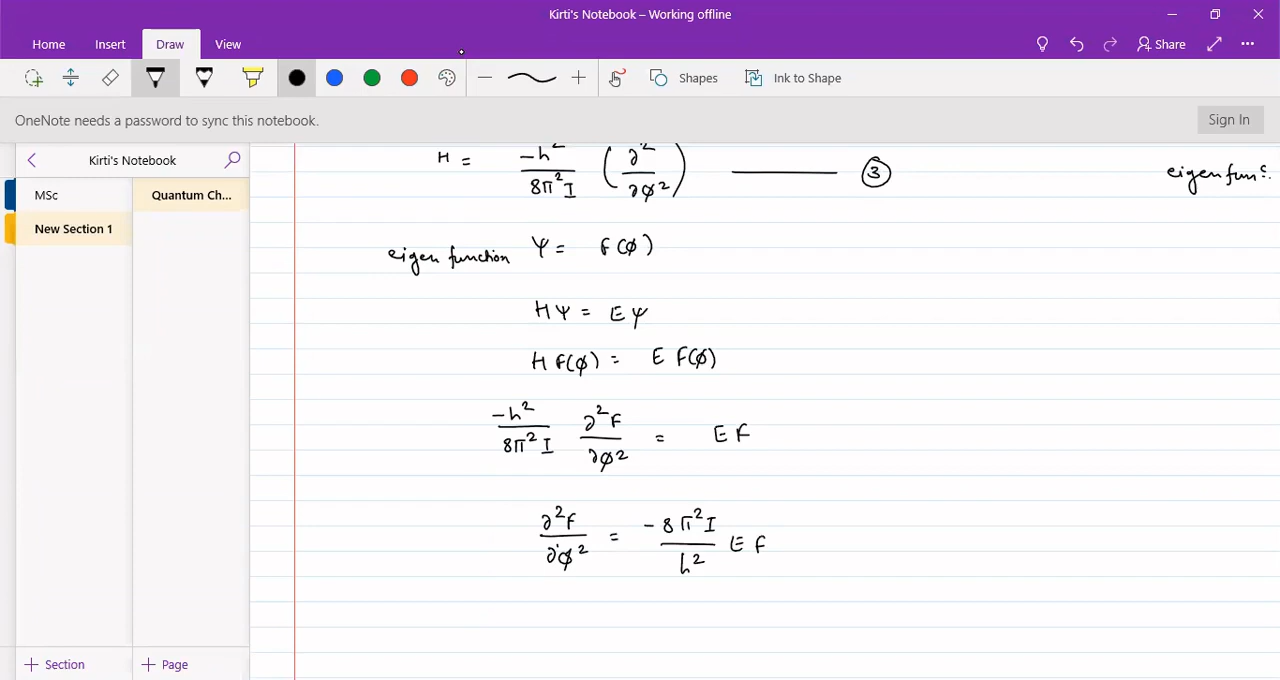 Kirti's Notebook – Working offline
Home Insert Draw View
Share
Shapes Ink to Shape
OneNote needs a password to sync this notebook.
Sign In
Kirti's Notebook
MSc
New Section 1
Quantum Ch...
+ Section
+ Page
H = -h²/8π²I (∂²/∂φ²) ——— ③
eigen func.
eigen function ψ = F(φ)
Hψ = Eψ
H F(φ) = E F(φ)
-h²/8π²I ∂²F/∂φ² = E F
∂²F/∂φ² = -8π²I/h² E F